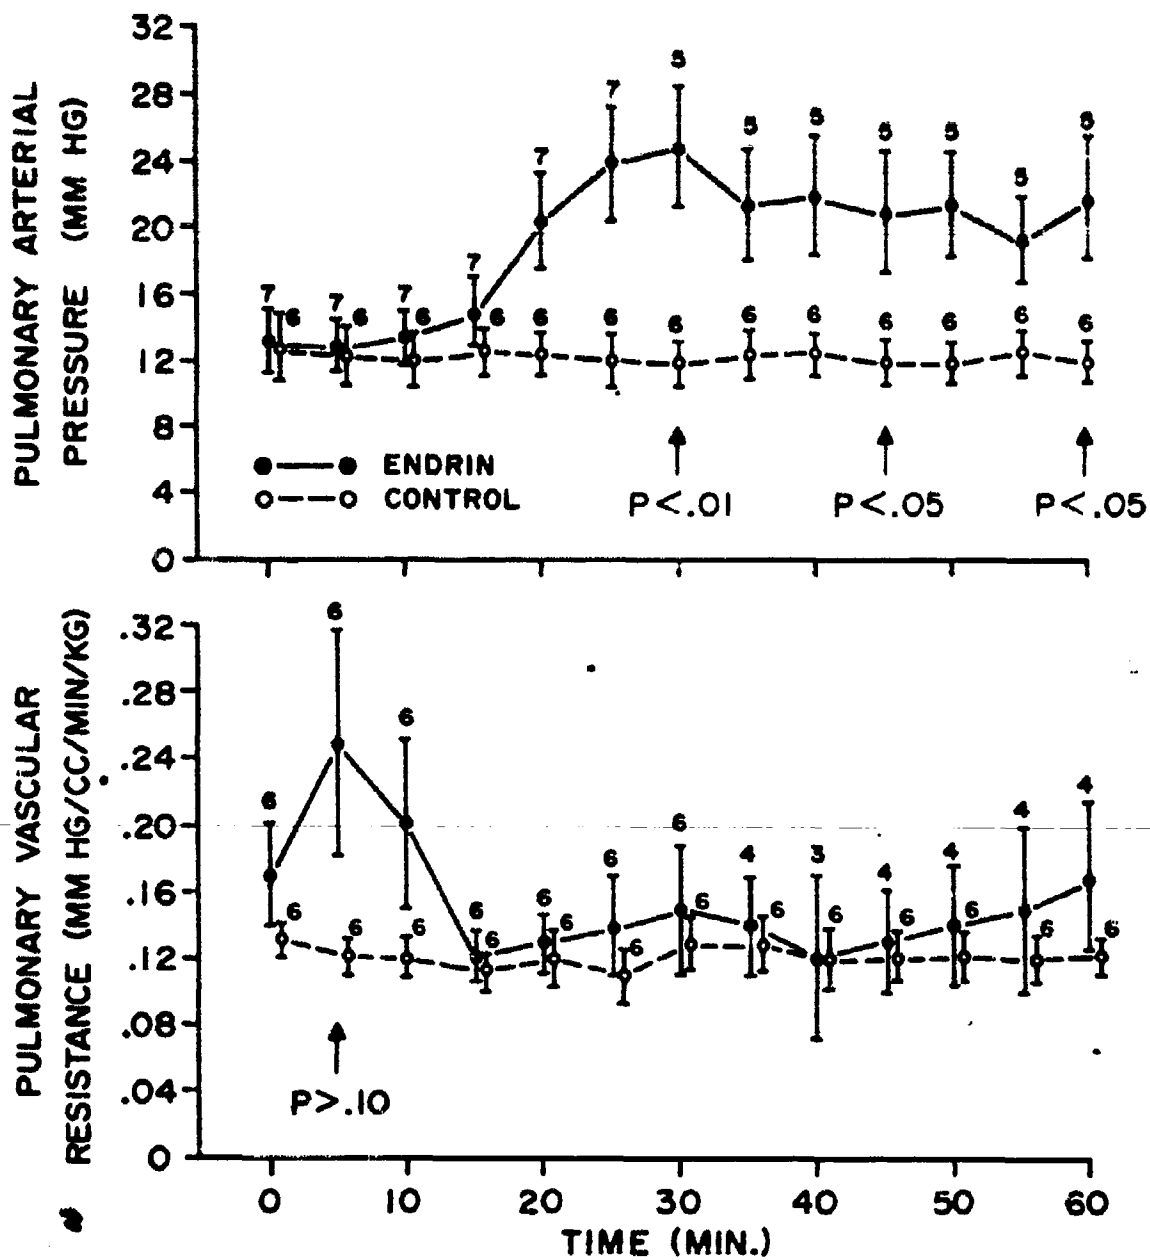 PULMONARY ARTERIAL
PRESSURE (MM HG)
32
28
24
20
16
12
8
4
0
7 7 7 7 7 7 5 5 5 5 5 5 5
6 6 6 6 6 6 6 6 6 6 6 6 6
ENDRIN
CONTROL
P<.01 P<.05 P<.05
PULMONARY VASCULAR
RESISTANCE (MM HG/CC/MIN/KG)
.32
.28
.24
.20
.16
.12
.08
.04
0
6 6 6 6 6 6 6 4 3 4 4 4 4
6 6 6 6 6 6 6 6 6 6 6 6 6
P>.10
0 10 20 30 40 50 60
TIME (MIN.)